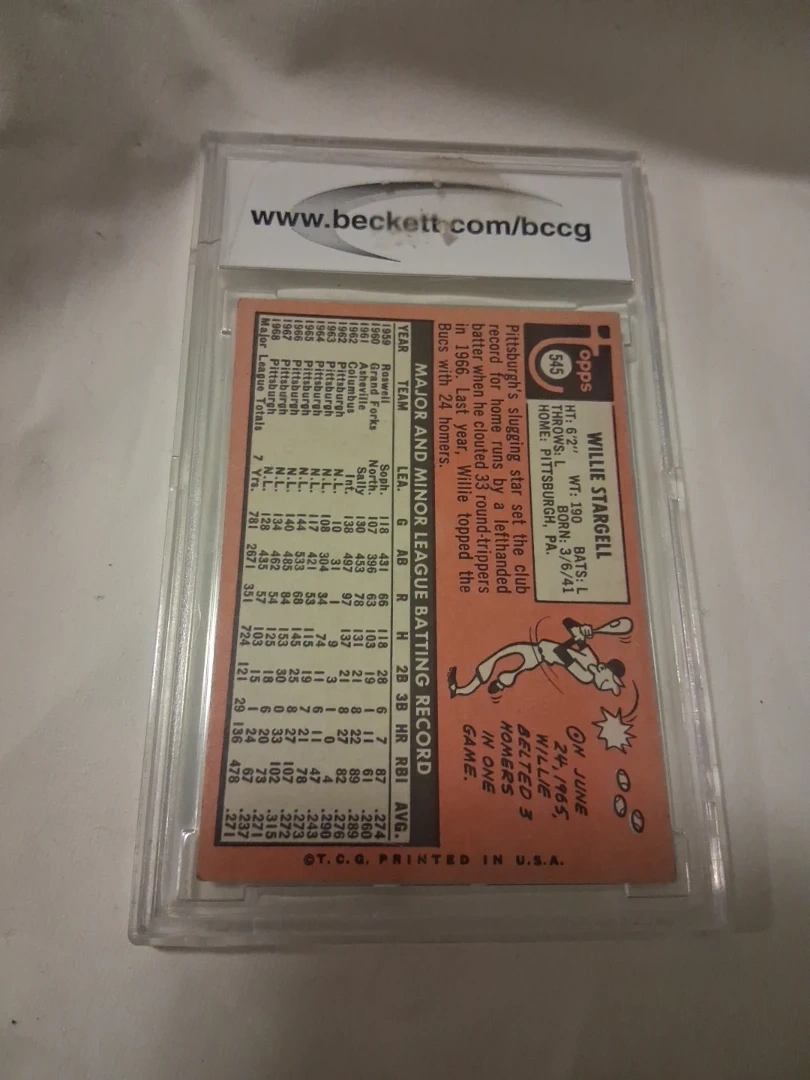 www.beckett.com/bccg
Topps
545
WILLIE STARGELL
HT: 6'2" WT: 190 BATS: L
THROWS: L BORN: 3/6/41
HOME: PITTSBURGH, PA.
Pittsburgh's slugging star set the club
record for home runs by a lefthanded
batter when he clouted 33 round-trippers
in 1966. Last year, Willie topped the
Bucs with 24 homers.
ON JUNE
24, 1965,
WILLIE
BELTED 3
HOMERS
IN ONE
GAME.
MAJOR AND MINOR LEAGUE BATTING RECORD
YEAR TEAM LEA. G AB R H 2B 3B HR RBI AVG.
1959 Roswell Soph. 118 431 66 118 28 6 7 87 .274
1960 Grand Forks North. 107 396 63 103 19 1 11 61 .260
1961 Asheville Sally 130 453 78 131 21 8 22 89 .289
1962 Columbus Int. 138 497 97 137 21 8 27 82 .276
1962 Pittsburgh N.L. 10 31 1 9 3 1 0 4 .290
1963 Pittsburgh N.L. 108 304 34 74 11 6 11 47 .243
1964 Pittsburgh N.L. 117 421 53 115 19 7 21 78 .273
1965 Pittsburgh N.L. 144 533 68 145 25 8 27 107 .272
1966 Pittsburgh N.L. 140 485 84 153 30 0 33 102 .315
1967 Pittsburgh N.L. 134 462 54 125 18 6 20 73 .271
1968 Pittsburgh N.L. 128 435 57 103 15 1 24 67 .237
Major League Totals 7 Yrs. 781 2671 351 724 121 29 136 478 .271
©T.C.G. PRINTED IN U.S.A.